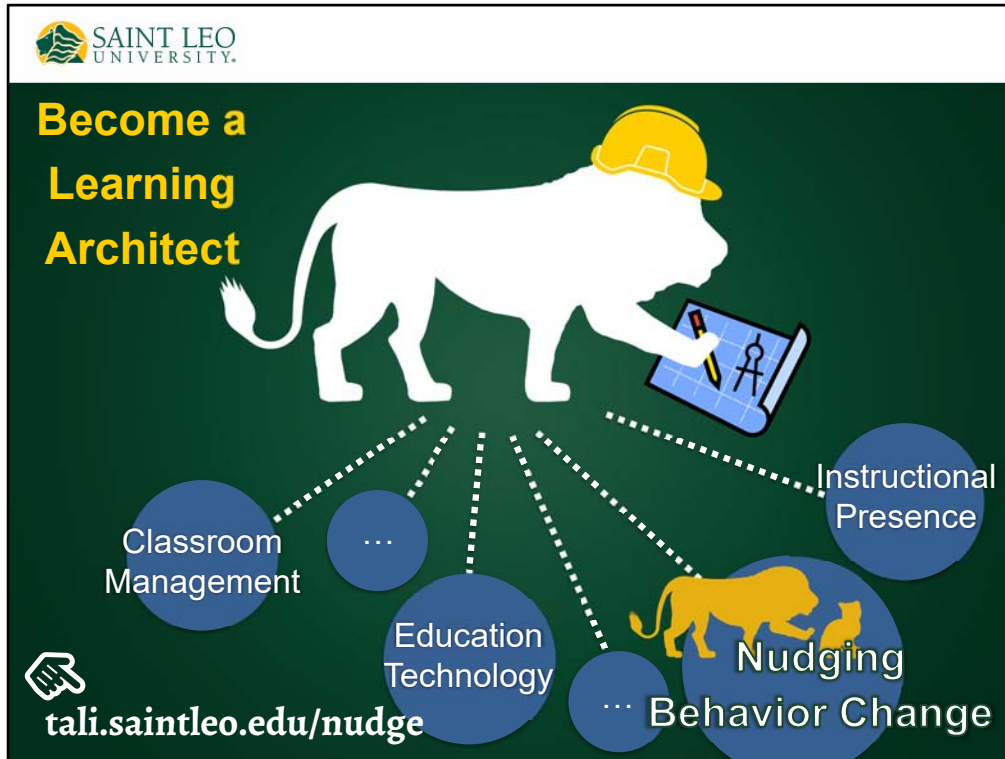 SAINT LEO
UNIVERSITY.
Become a
Learning
Architect
Classroom
Management
...
Education
Technology
...
Nudging
Behavior Change
Instructional
Presence
tali.saintleo.edu/nudge